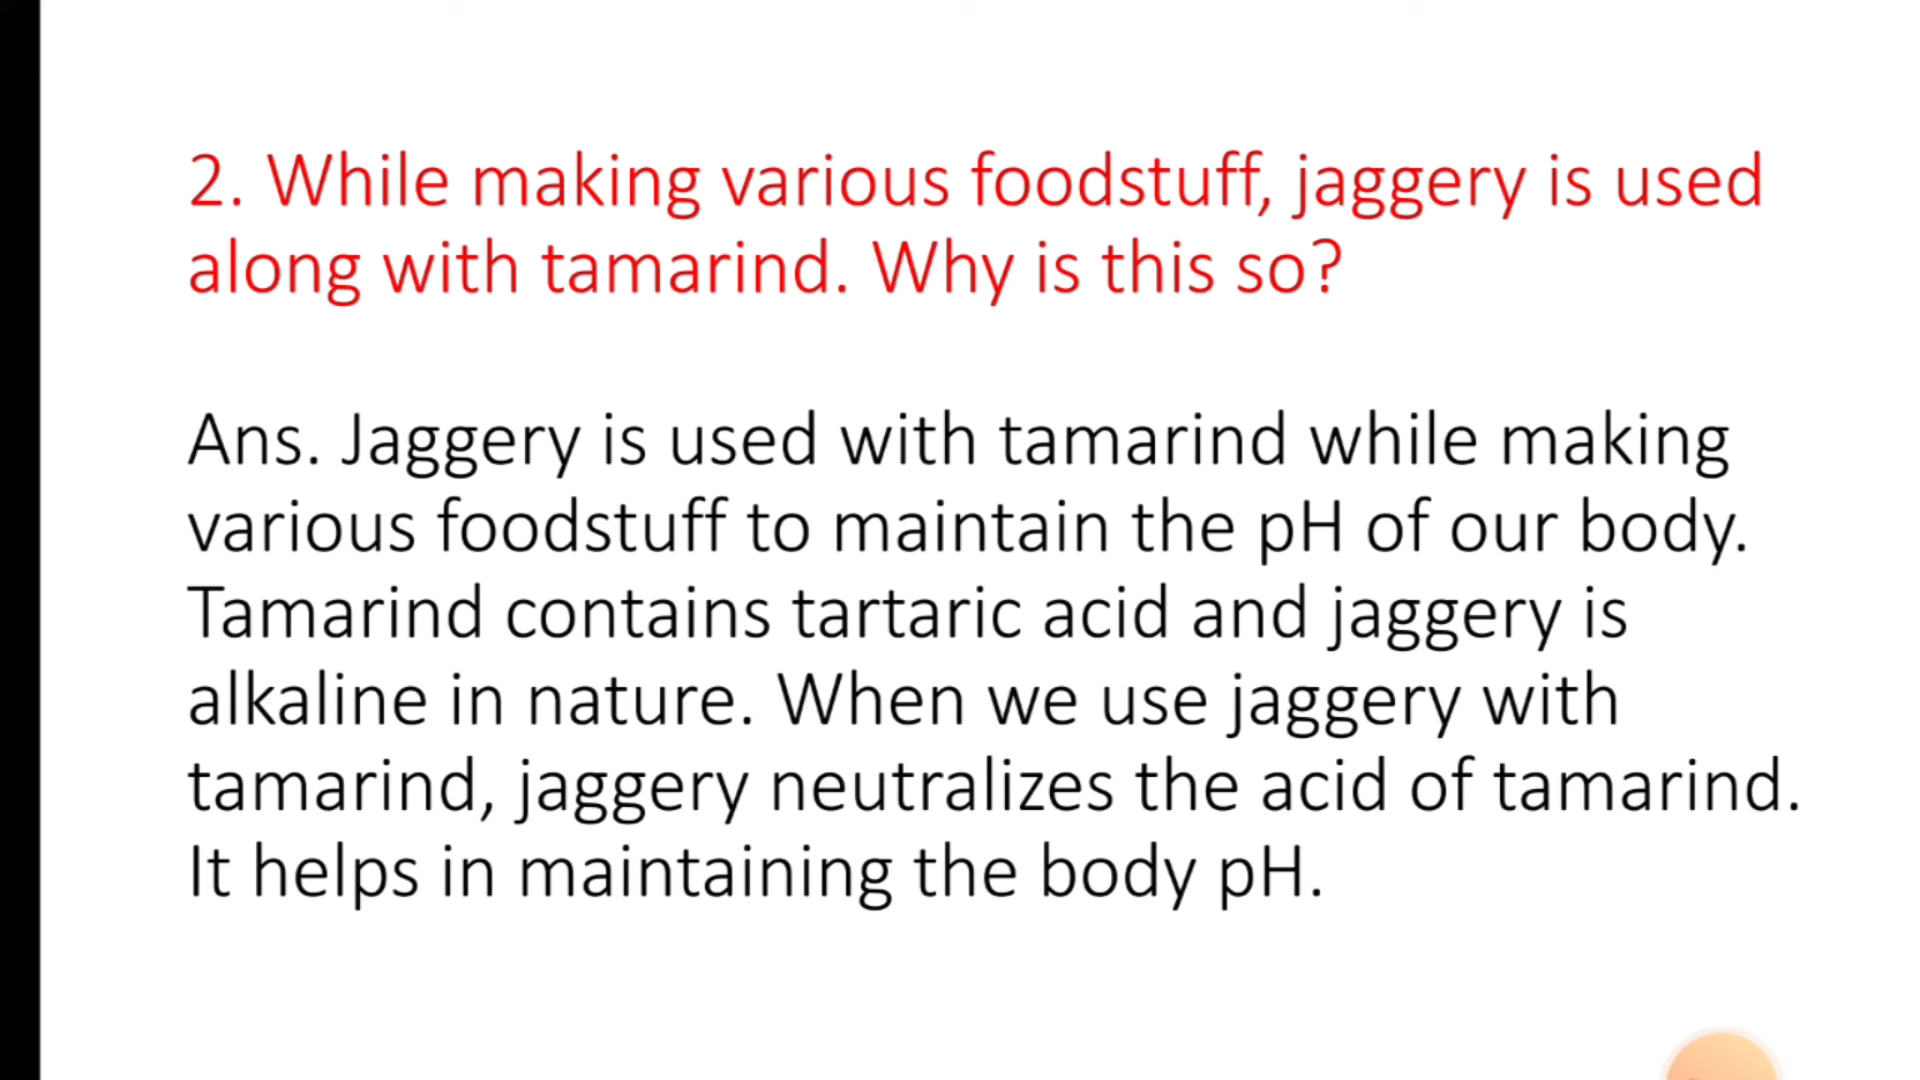 2. While making various foodstuff, jaggery is used
along with tamarind. Why is this so?
Ans. Jaggery is used with tamarind while making
various foodstuff to maintain the pH of our body.
Tamarind contains tartaric acid and jaggery is
alkaline in nature. When we use jaggery with
tamarind, jaggery neutralizes the acid of tamarind.
It helps in maintaining the body pH.